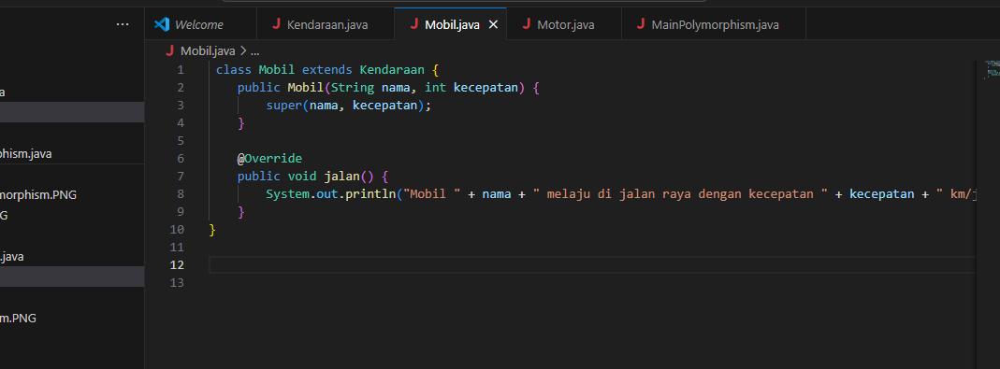 Welcome
Kendaraan.java
Mobil.java
Motor.java
MainPolymorphism.java
Mobil.java > ...
a
phism.java
morphism.PNG
G
.java
m.PNG
1 class Mobil extends Kendaraan {
2 public Mobil(String nama, int kecepatan) {
3 super(nama, kecepatan);
4 }
5
6 @Override
7 public void jalan() {
8 System.out.println("Mobil " + nama + " melaju di jalan raya dengan kecepatan " + kecepatan + " km/j
9 }
10 }
11
12
13